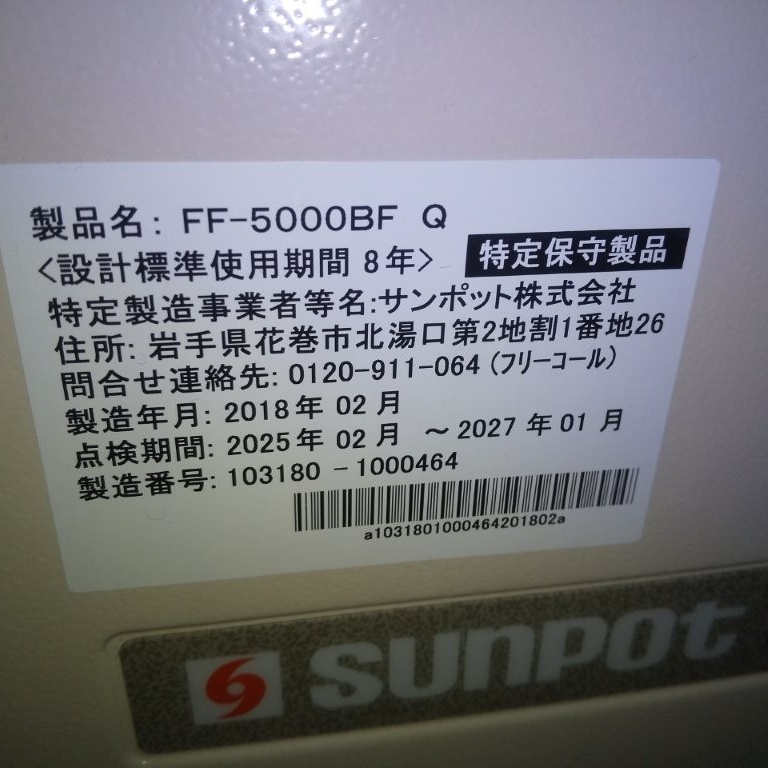 製品名: FF-5000BF Q
<設計標準使用期間 8年> 特定保守製品
特定製造事業者等名:サンポット株式会社
住所: 岩手県花巻市北湯口第2地割1番地26
問合せ連絡先: 0120-911-064 (フリーコール)
製造年月: 2018年 02月
点検期間: 2025年 02月 ～2027年01月
製造番号: 103180 -1000464
a1031801000464201802a
sunpot